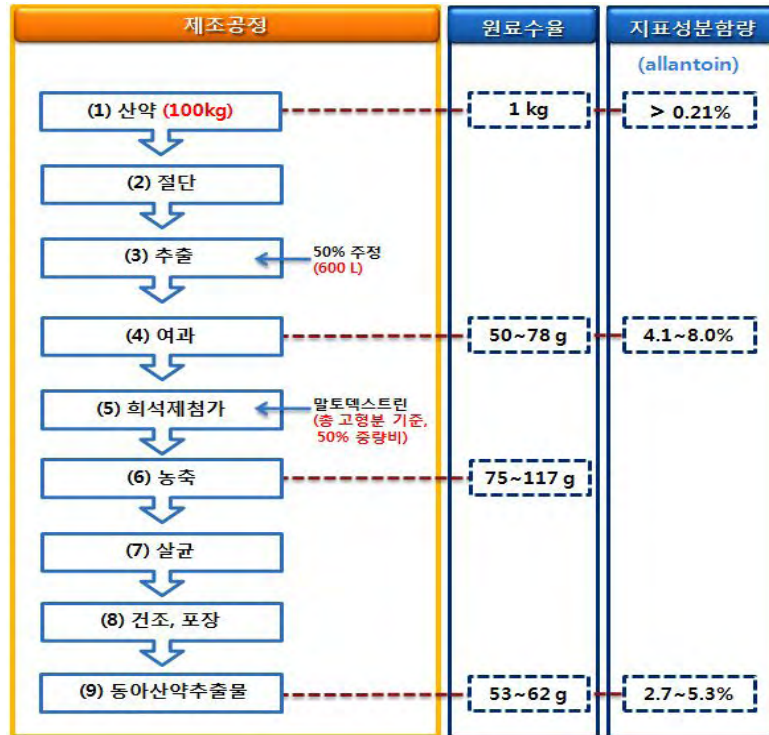 제조공정
원료수율
지표성분함량
(allantoin)
(1) 산약 (100kg)
1 kg
> 0.21%
(2) 절단
(3) 추출
50% 주정
(600 L)
(4) 여과
50~78 g
4.1~8.0%
(5) 희석제첨가
말토덱스트린
(총 고형분 기준,
50% 중량비)
(6) 농축
75~117 g
(7) 살균
(8) 건조, 포장
(9) 동아산약추출물
53~62 g
2.7~5.3%